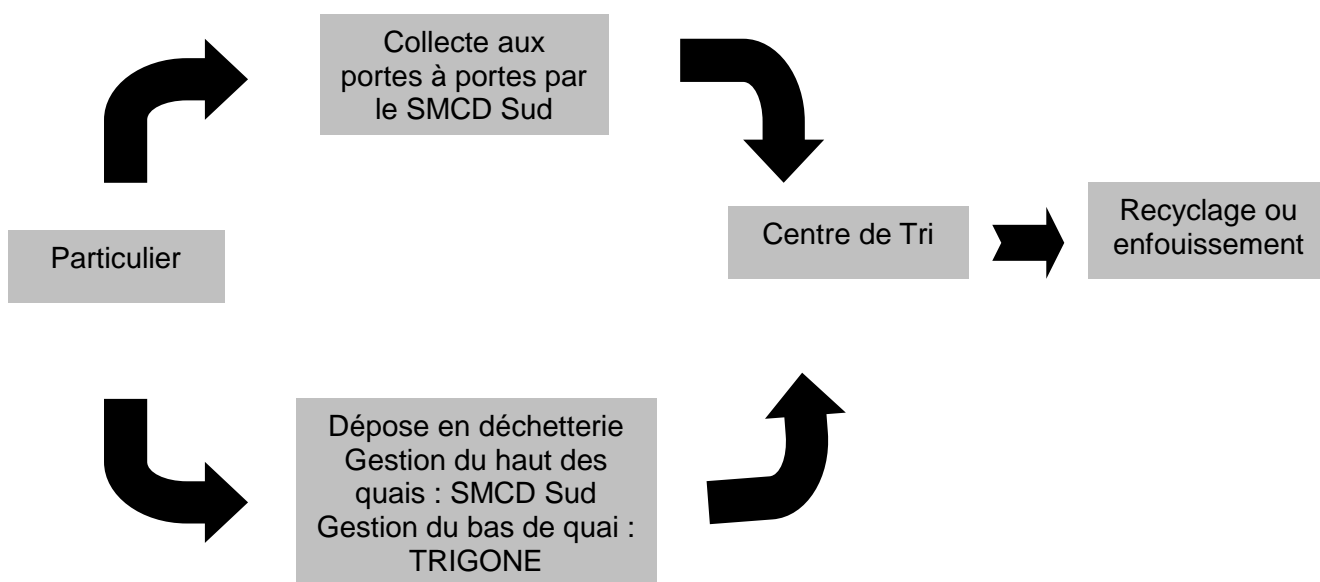 Collecte aux
portes à portes par
le SMCD Sud
Particulier
Centre de Tri
Recyclage ou
enfouissement
Dépose en déchetterie
Gestion du haut des
quais : SMCD Sud
Gestion du bas de quai :
TRIGONE